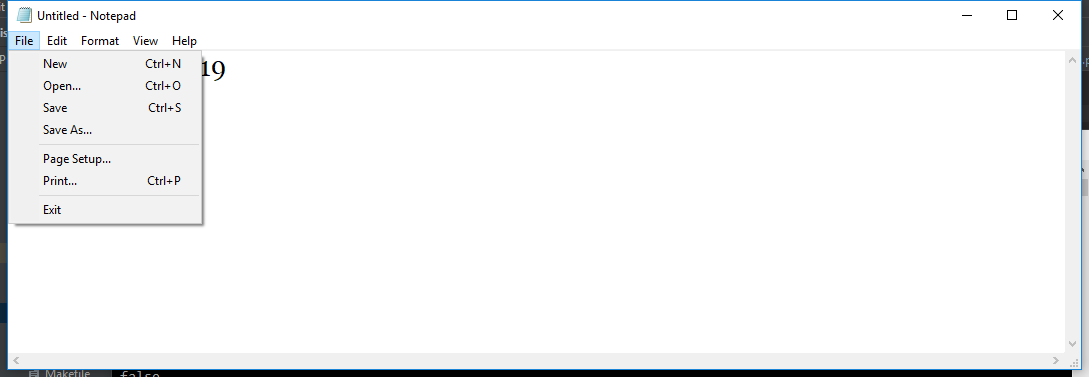 Untitled - Notepad
File Edit Format View Help
New Ctrl+N
19
Open... Ctrl+O
Save Ctrl+S
Save As...
Page Setup...
Print... Ctrl+P
Exit
Makefile
false